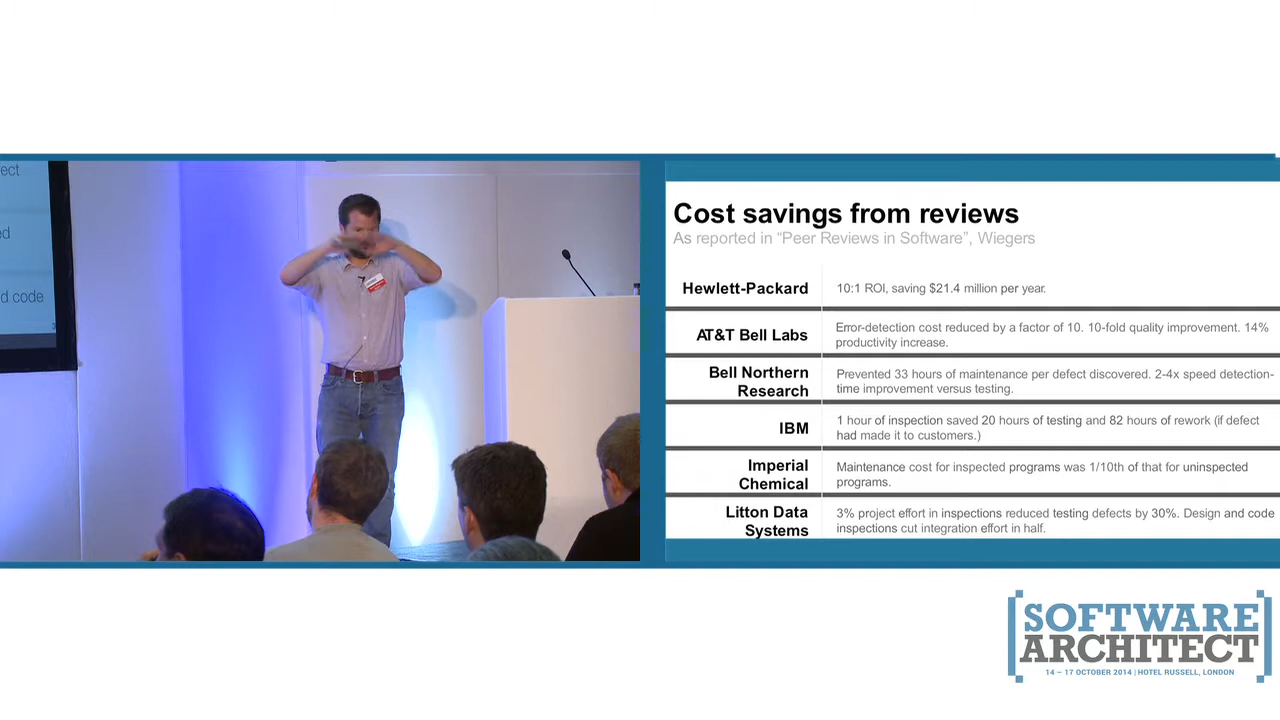 ect
ed
d code
Cost savings from reviews
As reported in “Peer Reviews in Software”, Wiegers
Hewlett-Packard
10:1 ROI, saving $21.4 million per year.
AT&T Bell Labs
Error-detection cost reduced by a factor of 10. 10-fold quality improvement. 14%
productivity increase.
Bell Northern
Research
Prevented 33 hours of maintenance per defect discovered. 2-4x speed detection-
time improvement versus testing.
IBM
1 hour of inspection saved 20 hours of testing and 82 hours of rework (if defect
had made it to customers.)
Imperial
Chemical
Maintenance cost for inspected programs was 1/10th of that for uninspected
programs.
Litton Data
Systems
3% project effort in inspections reduced testing defects by 30%. Design and code
inspections cut integration effort in half.
SOFTWARE
ARCHITECT
14 – 17 OCTOBER 2014 | HOTEL RUSSELL, LONDON